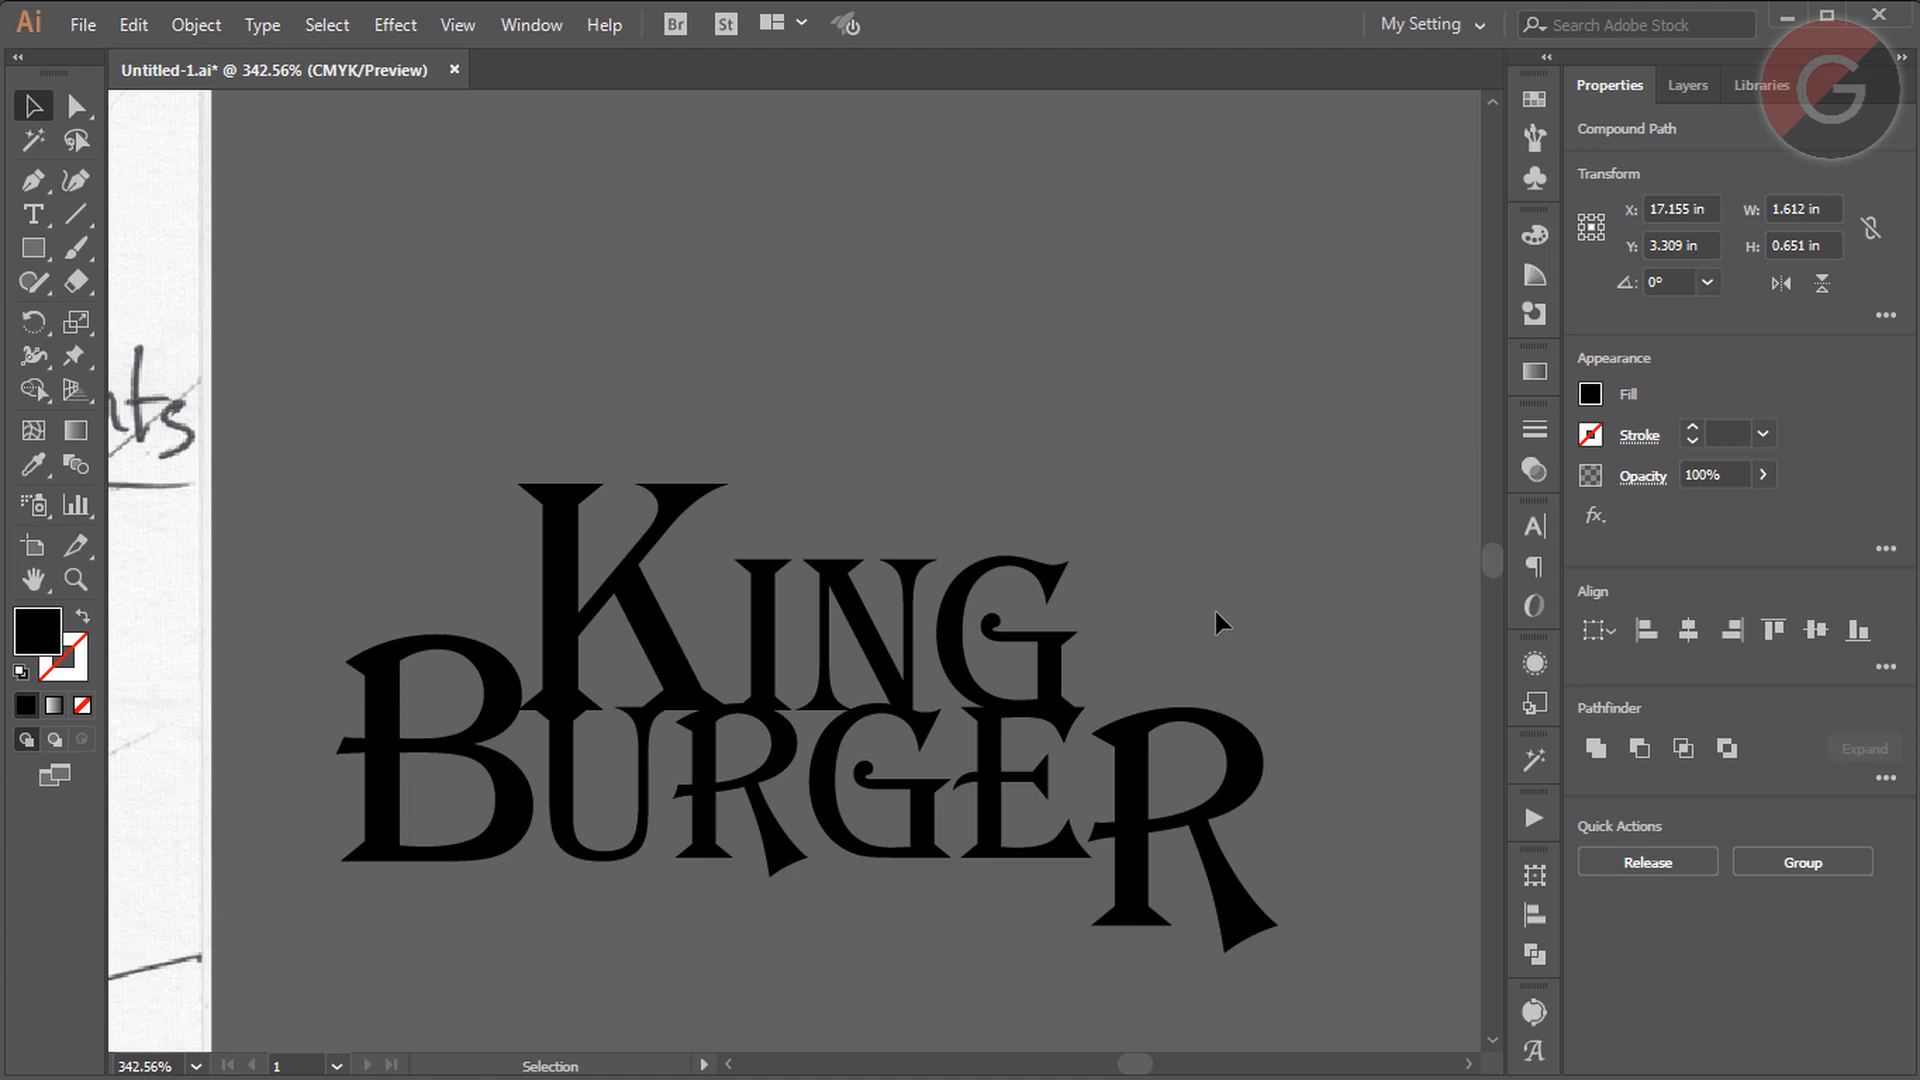 Ai File Edit Object Type Select Effect View Window Help Br St My Setting Search Adobe Stock
Untitled-1.ai* @ 342.56% (CMYK/Preview)
Properties Layers Libraries
G
Compound Path
Transform
X: 17.155 in W: 1.612 in
Y: 3.309 in H: 0.651 in
0°
Appearance
Fill
Stroke
Opacity 100%
fx.
Align
Pathfinder
Expand
Quick Actions
Release Group
nts
KING
BURGER
342.56% 1 Selection